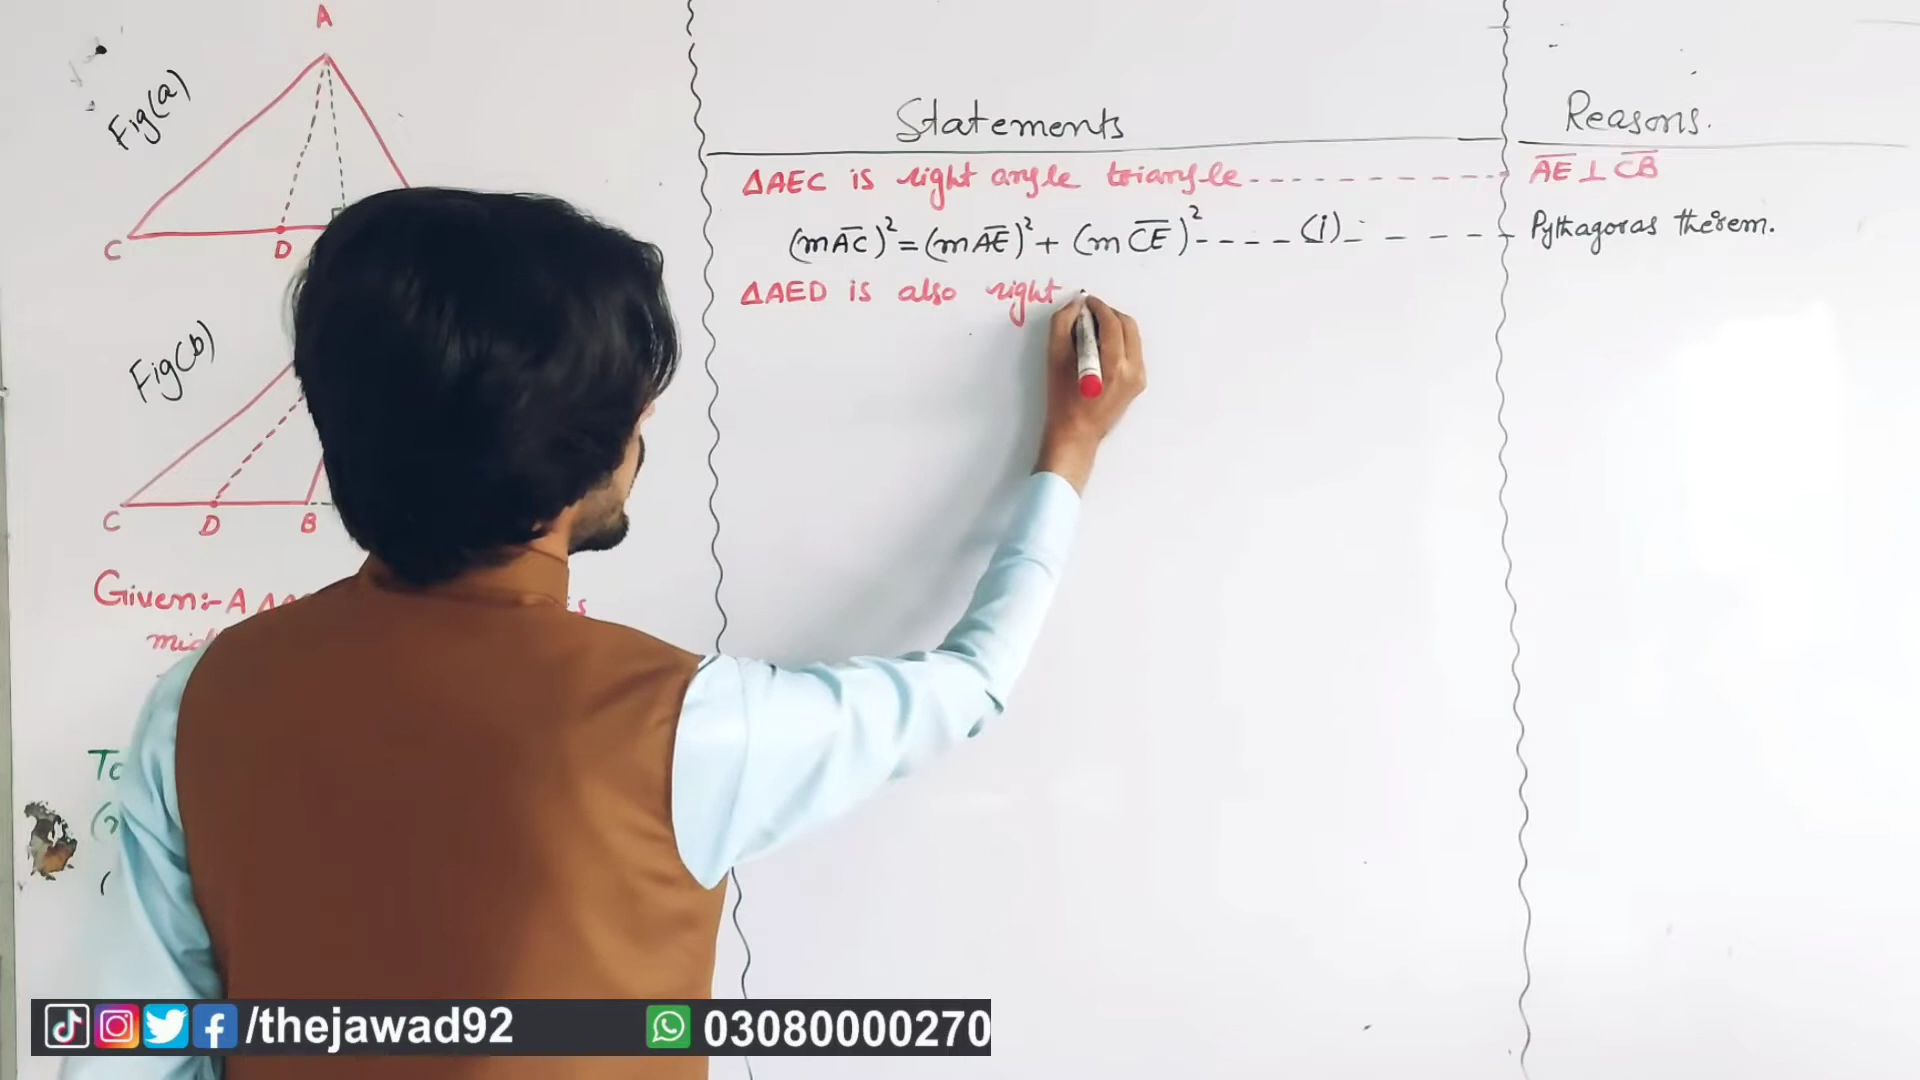 A
Fig(a)
C
D
E
Fig(b)
C
D
B
Given:- A
To
Statements
Reasons.
ΔAEC is right angle triangle
AE ⊥ CB
(mAC)² = (mAE)² + (mCE)² ---- (i)
Pythagoras theorem.
ΔAED is also right
/thejawad92
03080000270